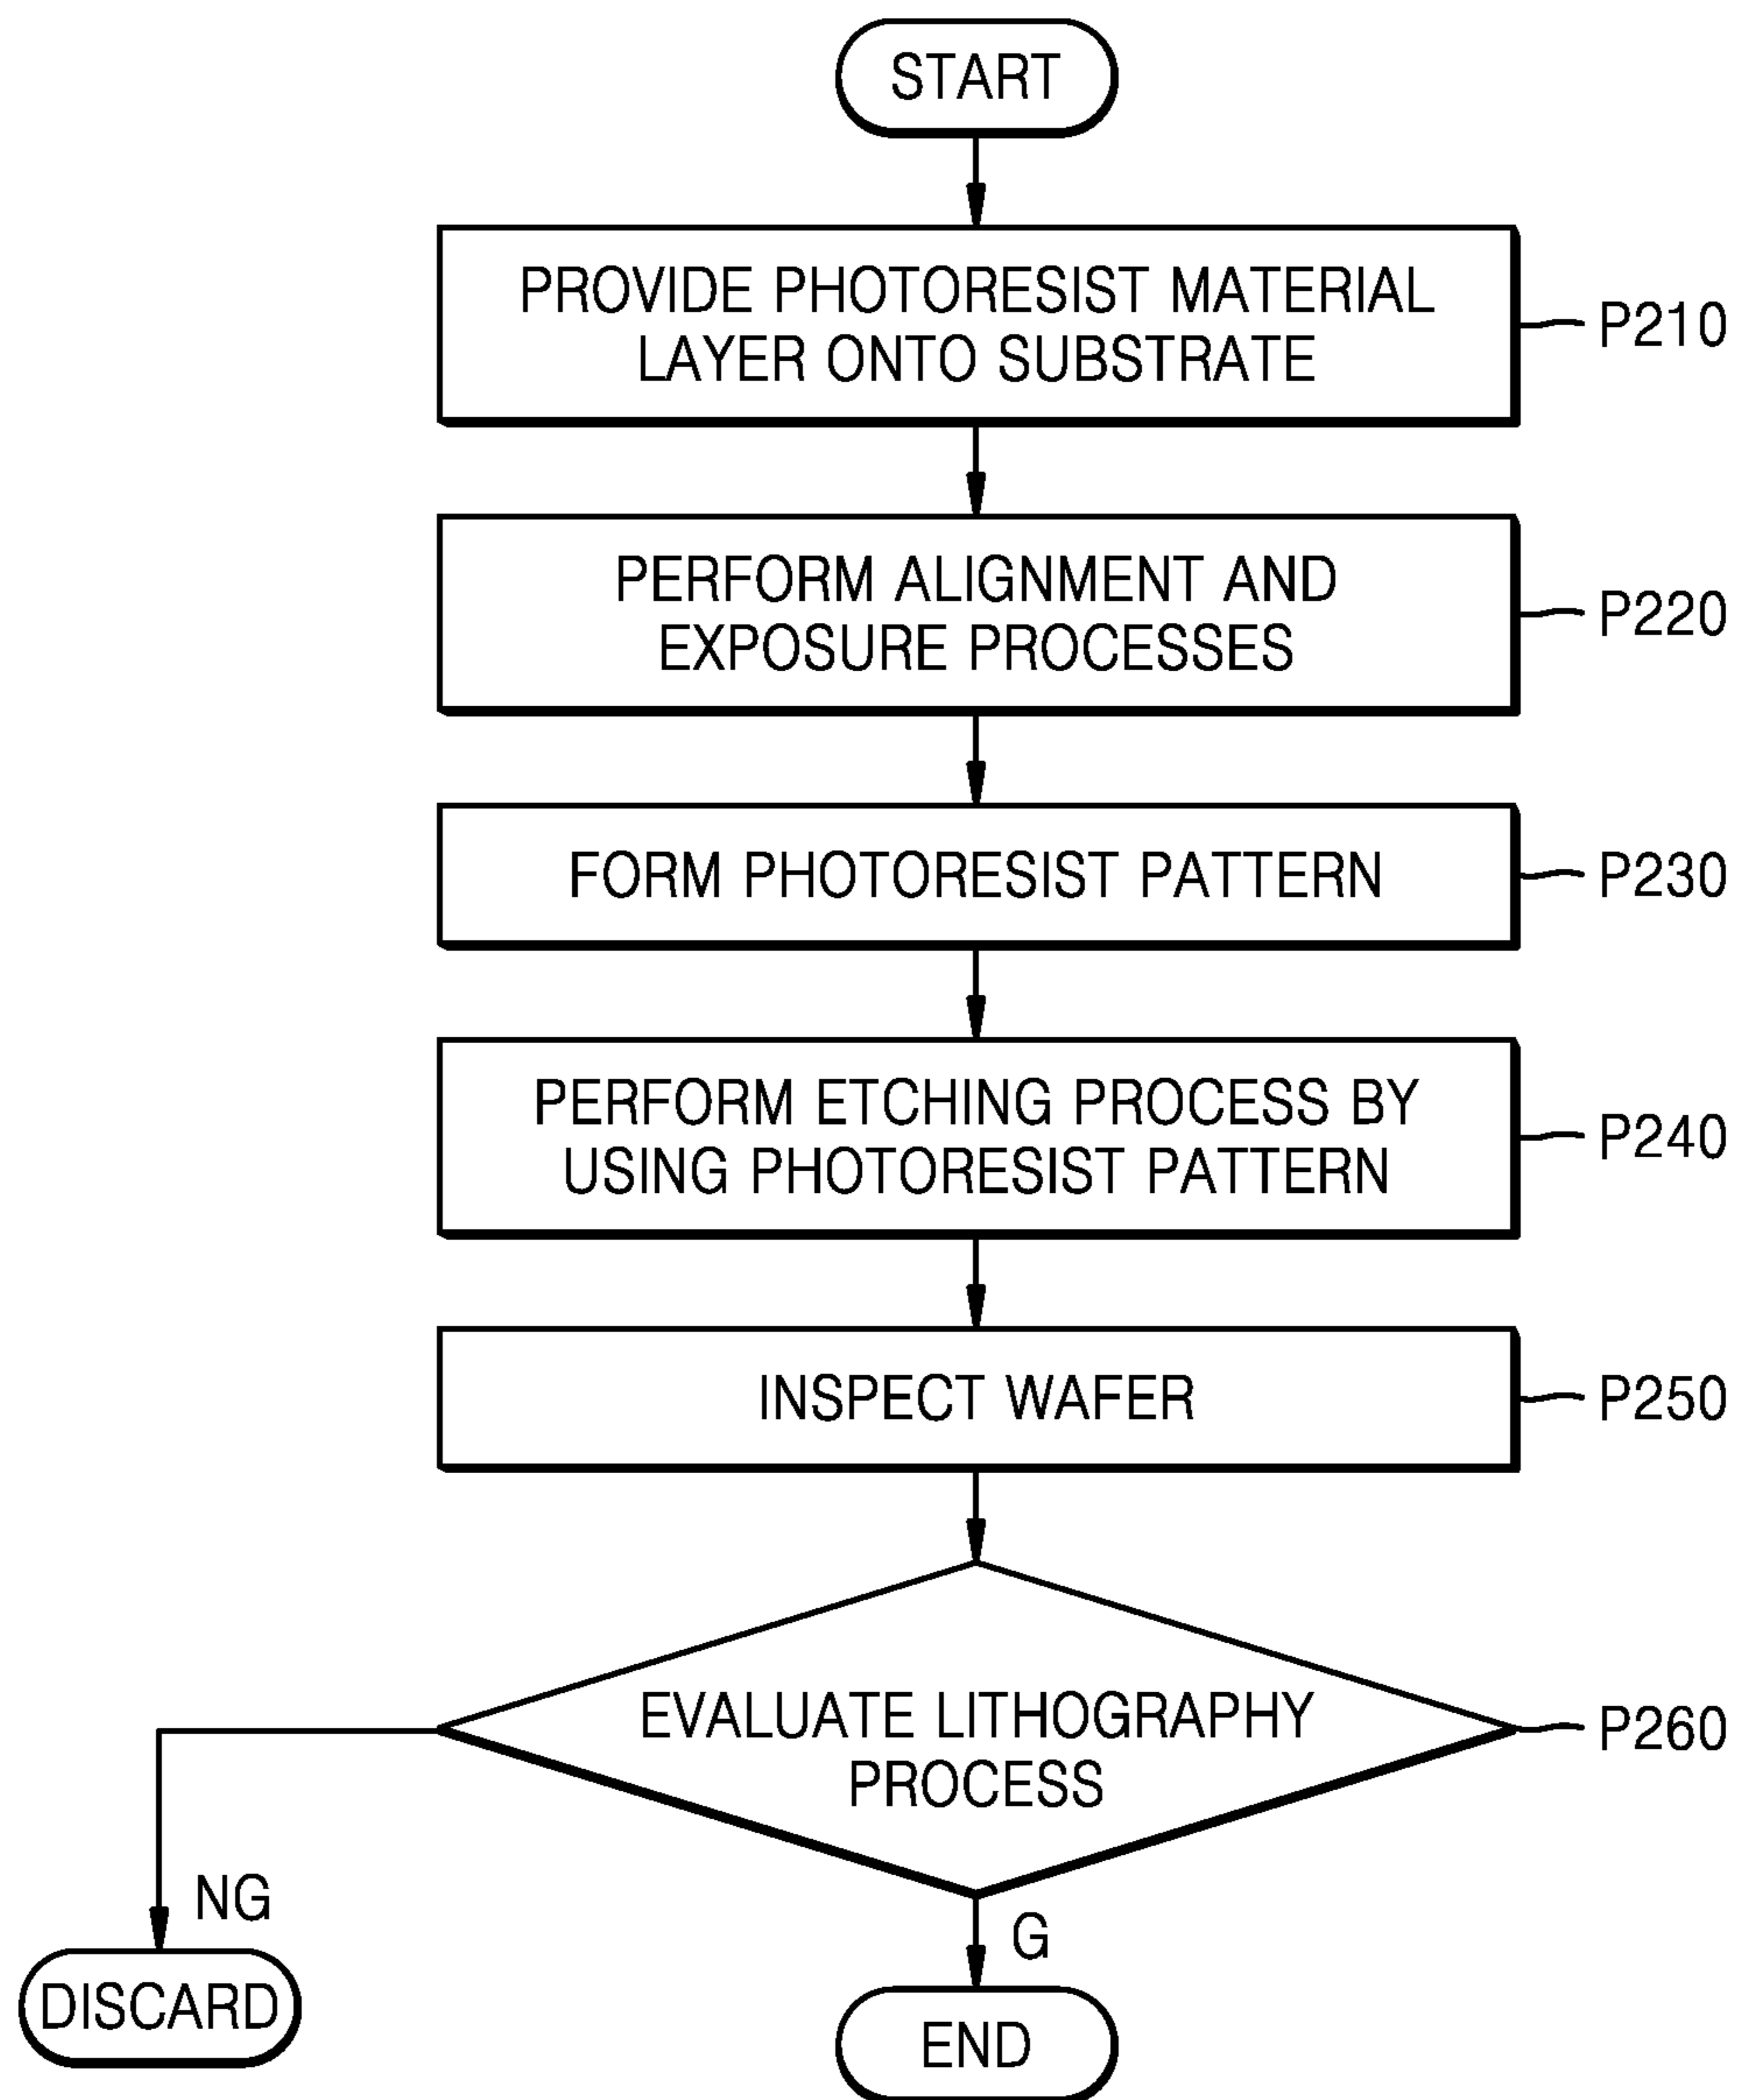 START
PROVIDE PHOTORESIST MATERIAL
LAYER ONTO SUBSTRATE
P210
PERFORM ALIGNMENT AND
EXPOSURE PROCESSES
P220
FORM PHOTORESIST PATTERN
P230
PERFORM ETCHING PROCESS BY
USING PHOTORESIST PATTERN
P240
INSPECT WAFER
P250
EVALUATE LITHOGRAPHY
PROCESS
P260
NG
G
DISCARD
END